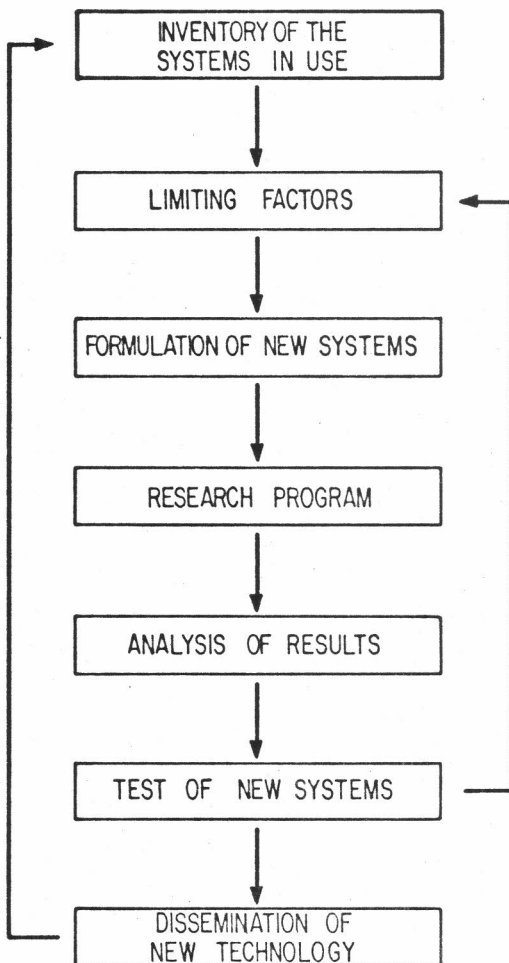 INVENTORY OF THE
SYSTEMS IN USE
LIMITING FACTORS
FORMULATION OF NEW SYSTEMS
RESEARCH PROGRAM
ANALYSIS OF RESULTS
TEST OF NEW SYSTEMS
DISSEMINATION OF
NEW TECHNOLOGY